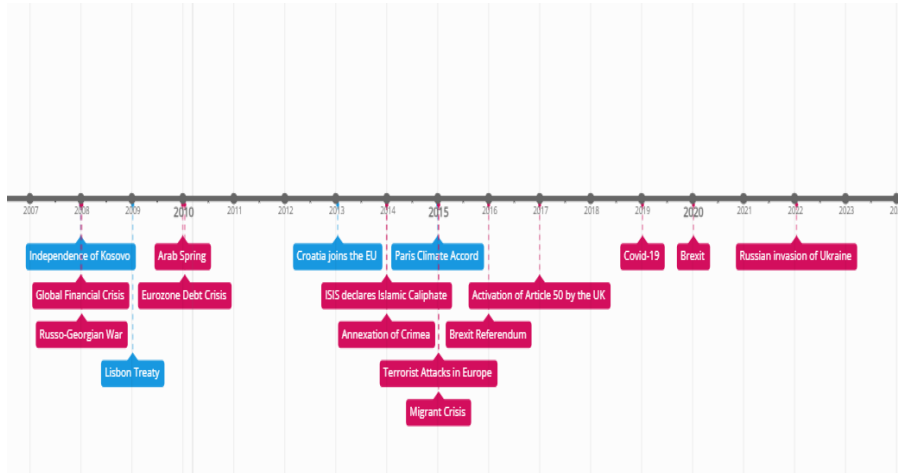 2007 2008 2009 2010 2011 2012 2013 2014 2015 2016 2017 2018 2019 2020 2021 2022 2023
Independence of Kosovo Arab Spring Croatia joins the EU Paris Climate Accord Covid-19 Brexit Russian invasion of Ukraine
Global Financial Crisis Eurozone Debt Crisis ISIS declares Islamic Caliphate Activation of Article 50 by the UK
Russo-Georgian War Annexation of Crimea Brexit Referendum
Lisbon Treaty Terrorist Attacks in Europe
Migrant Crisis